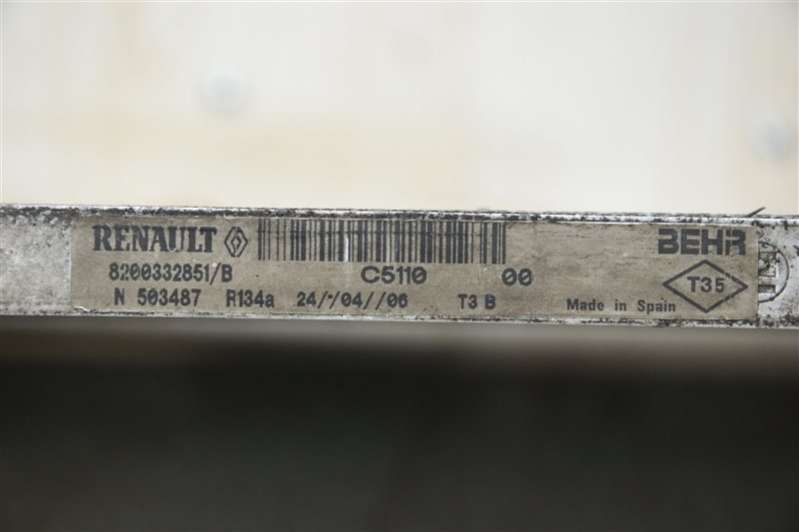 RENAULT BEHR
8200332851/B C5110 00
N 503487 R134a 24/-/04//06 T3 B Made in Spain
T35